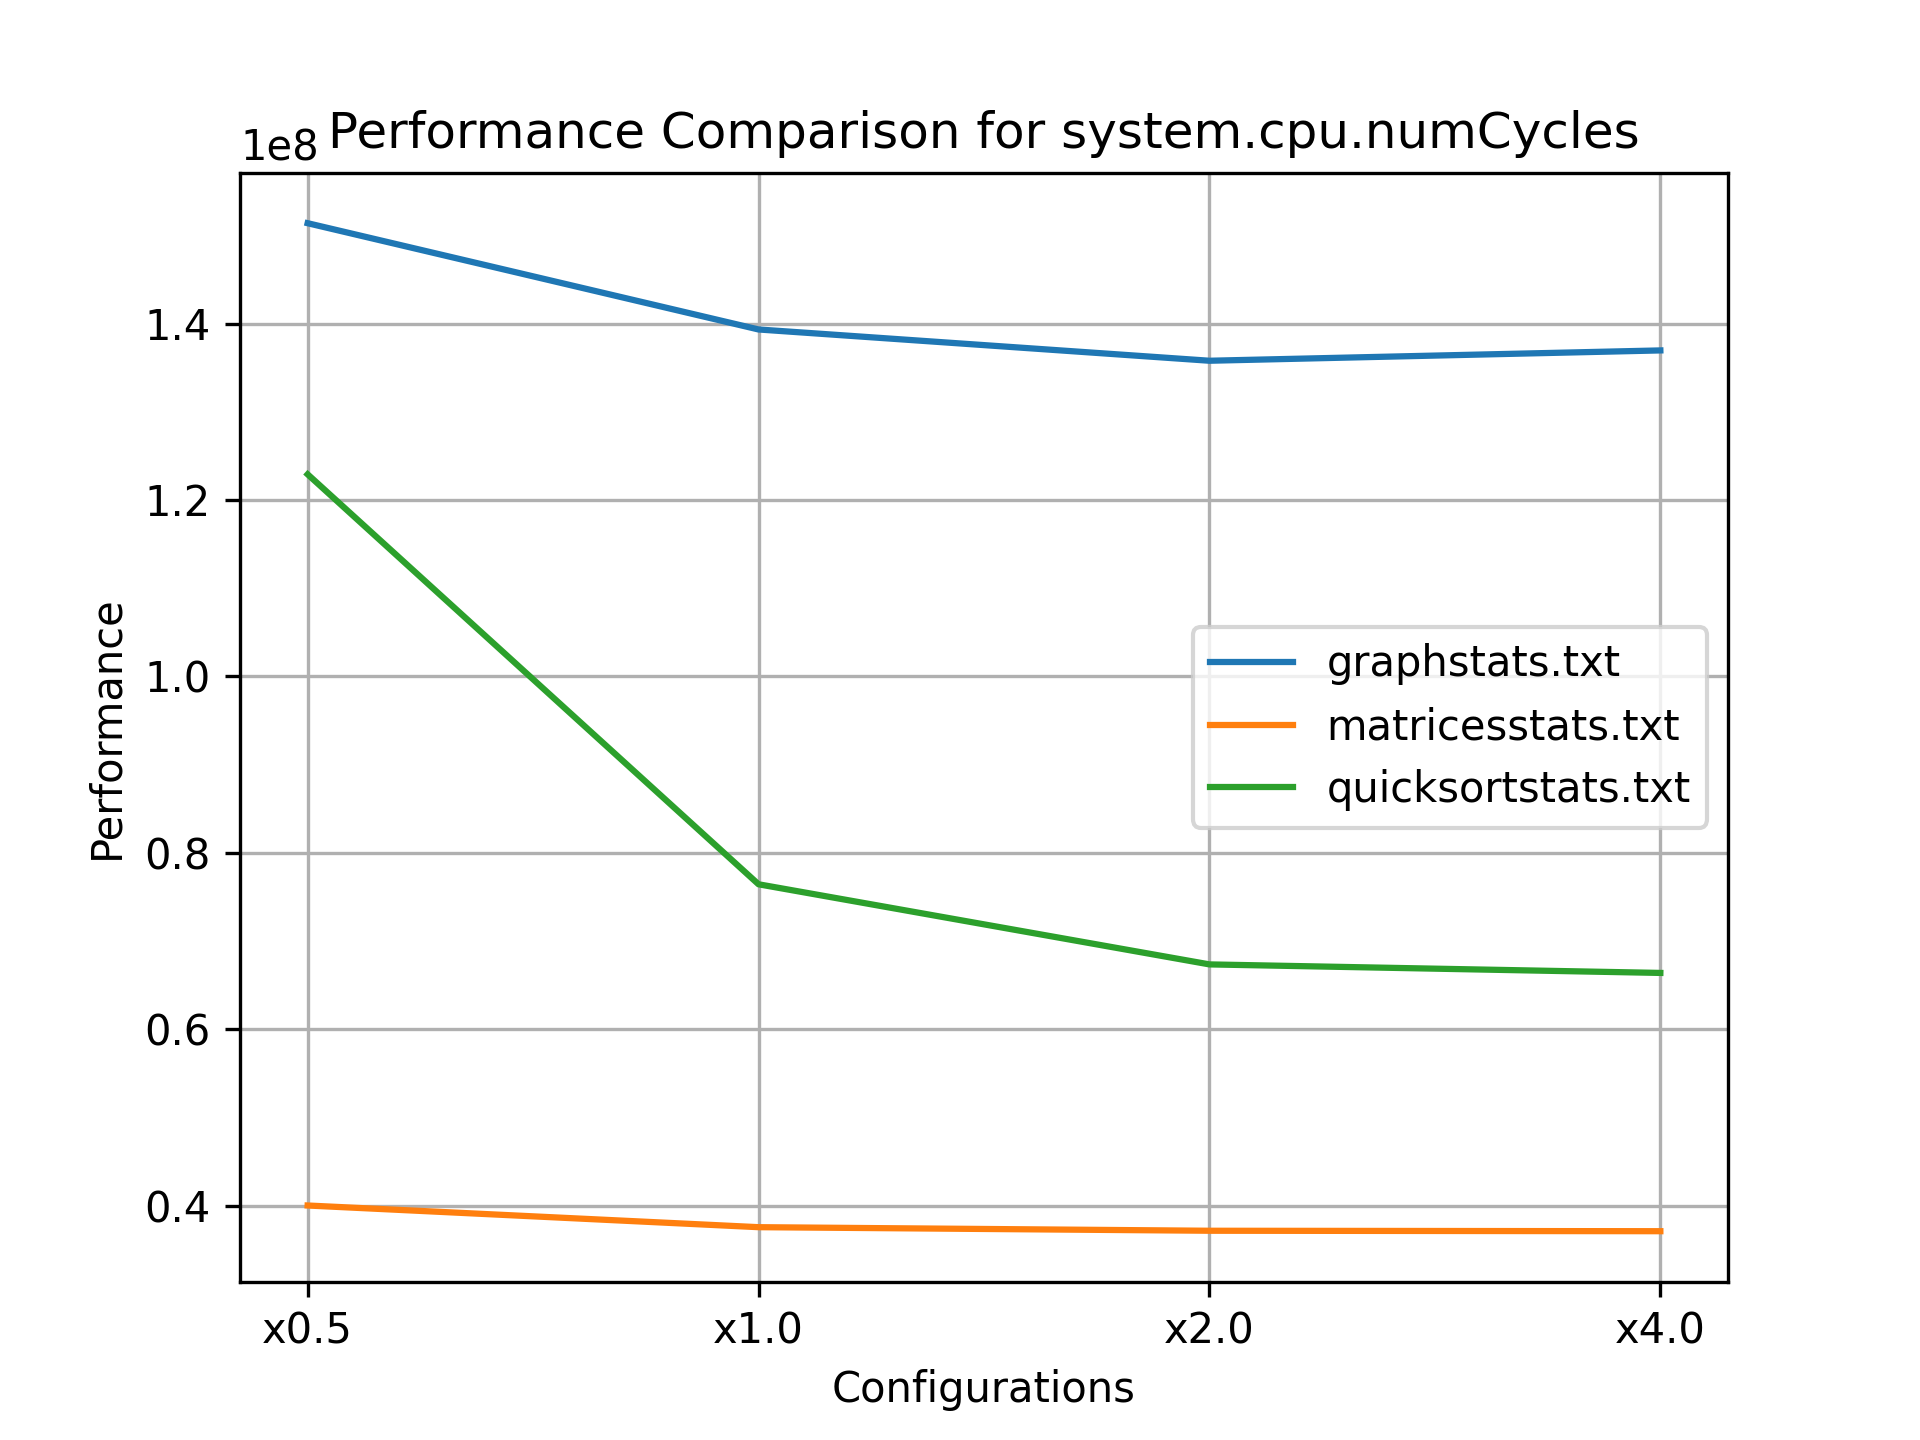 1e8
Performance Comparison for system.cpu.numCycles
Performance
1.4
1.2
1.0
0.8
0.6
0.4
graphstats.txt
matricesstats.txt
quicksortstats.txt
x0.5
x1.0
x2.0
x4.0
Configurations